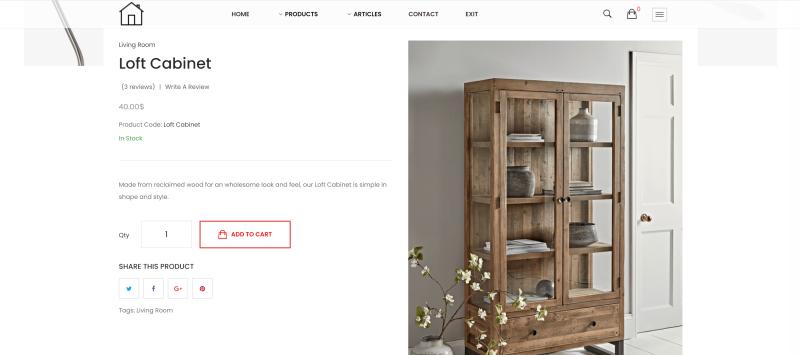 HOME
PRODUCTS
ARTICLES
CONTACT
EXIT
0
Living Room
Loft Cabinet
(3 reviews) | Write A Review
40.00$
Product Code: Loft Cabinet
In Stock
Made from reclaimed wood for an wholesome look and feel, our Loft Cabinet is simple in
shape and style.
Qty
1
ADD TO CART
SHARE THIS PRODUCT
G+
Tags: Living Room